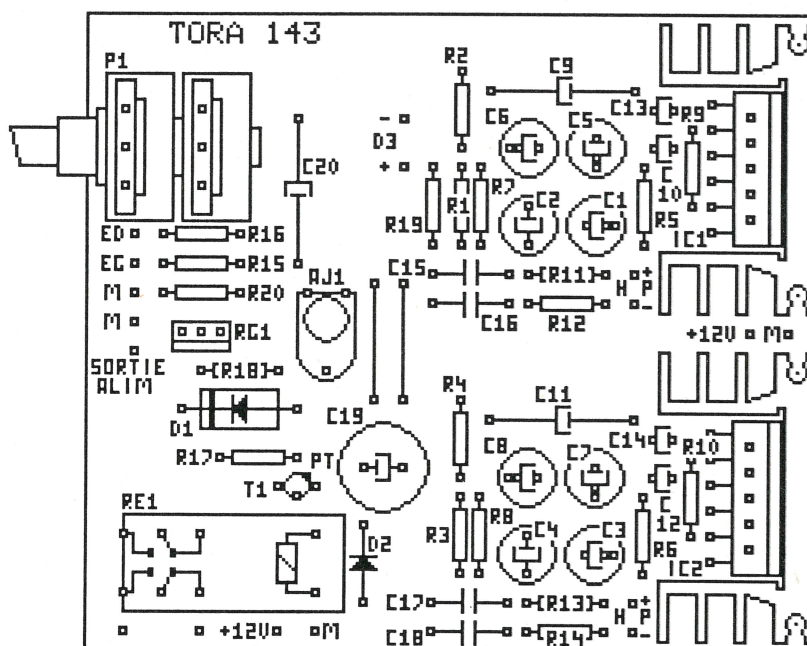 TORA 143
P1
R2
C9
C6
C5
C13
R9
D3
-
+
C20
C
10
R19
R1
R7
C2
C1
R5
IC1
ED
R16
EG
R15
M
R20
M
AJ1
C15
R11
H
+
P
-
C16
R12
RG1
+12V
M
SORTIE
ALIM
R18
R4
C11
D1
C19
C8
C7
C14
R10
R17
PT
T1
C
12
RE1
D2
R3
R8
C4
C3
R6
IC2
C17
R13
H
+
P
-
+12V
M
C18
R14